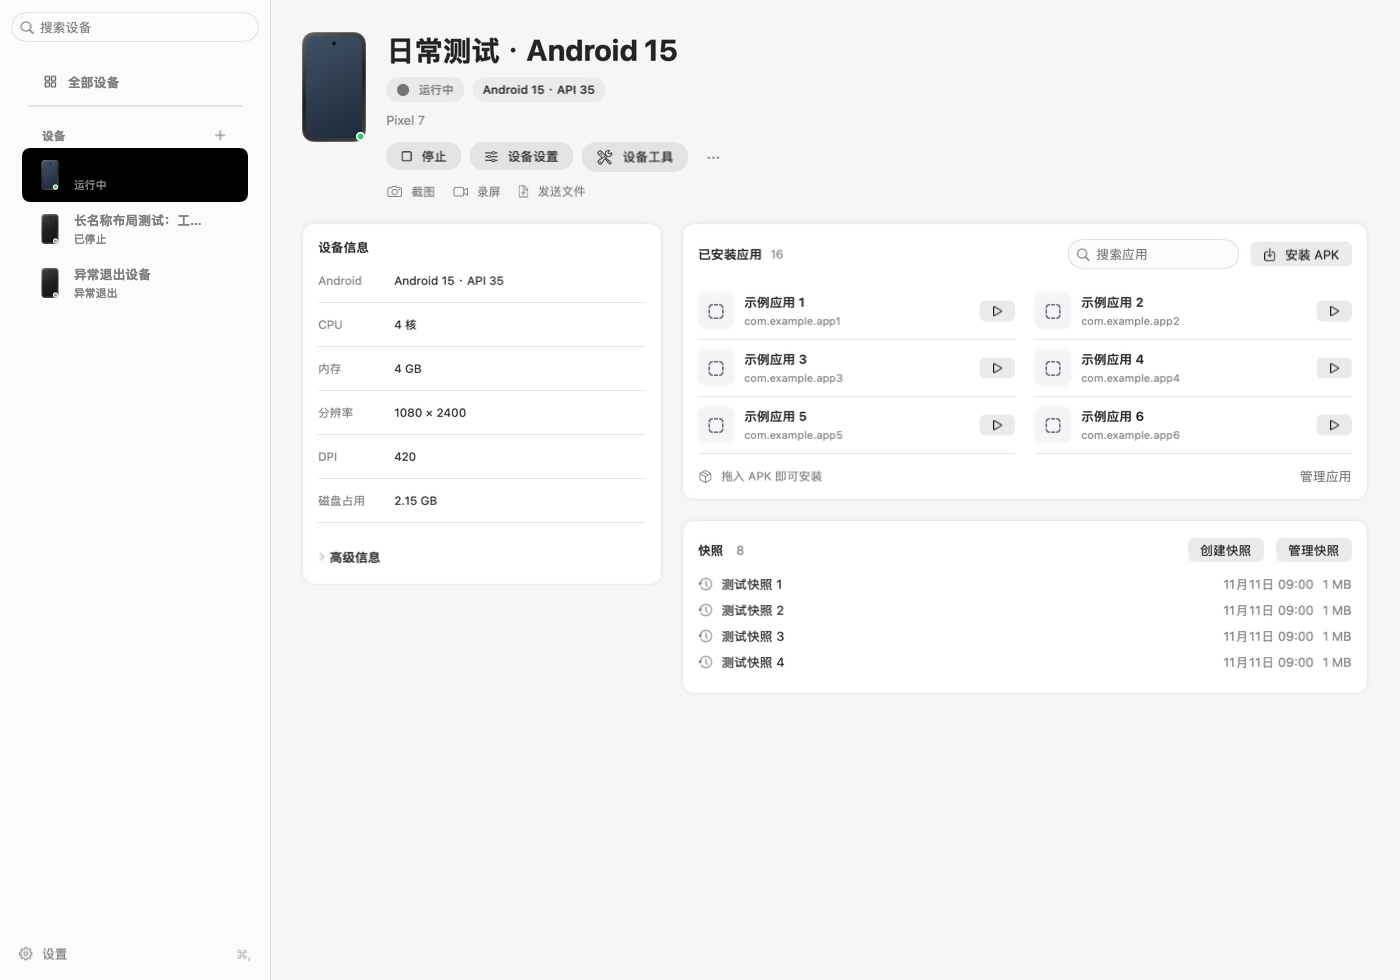 搜索设备
全部设备
设备
运行中
长名称布局测试：工...
已停止
异常退出设备
异常退出
设置
⌘,
日常测试 · Android 15
运行中
Android 15 · API 35
Pixel 7
停止
设备设置
设备工具
···
截图
录屏
发送文件
设备信息
Android
Android 15 · API 35
CPU
4 核
内存
4 GB
分辨率
1080 × 2400
DPI
420
磁盘占用
2.15 GB
高级信息
已安装应用 16
搜索应用
安装 APK
示例应用 1
com.example.app1
示例应用 2
com.example.app2
示例应用 3
com.example.app3
示例应用 4
com.example.app4
示例应用 5
com.example.app5
示例应用 6
com.example.app6
拖入 APK 即可安装
管理应用
快照 8
创建快照
管理快照
测试快照 1 11月11日 09:00 1 MB
测试快照 2 11月11日 09:00 1 MB
测试快照 3 11月11日 09:00 1 MB
测试快照 4 11月11日 09:00 1 MB